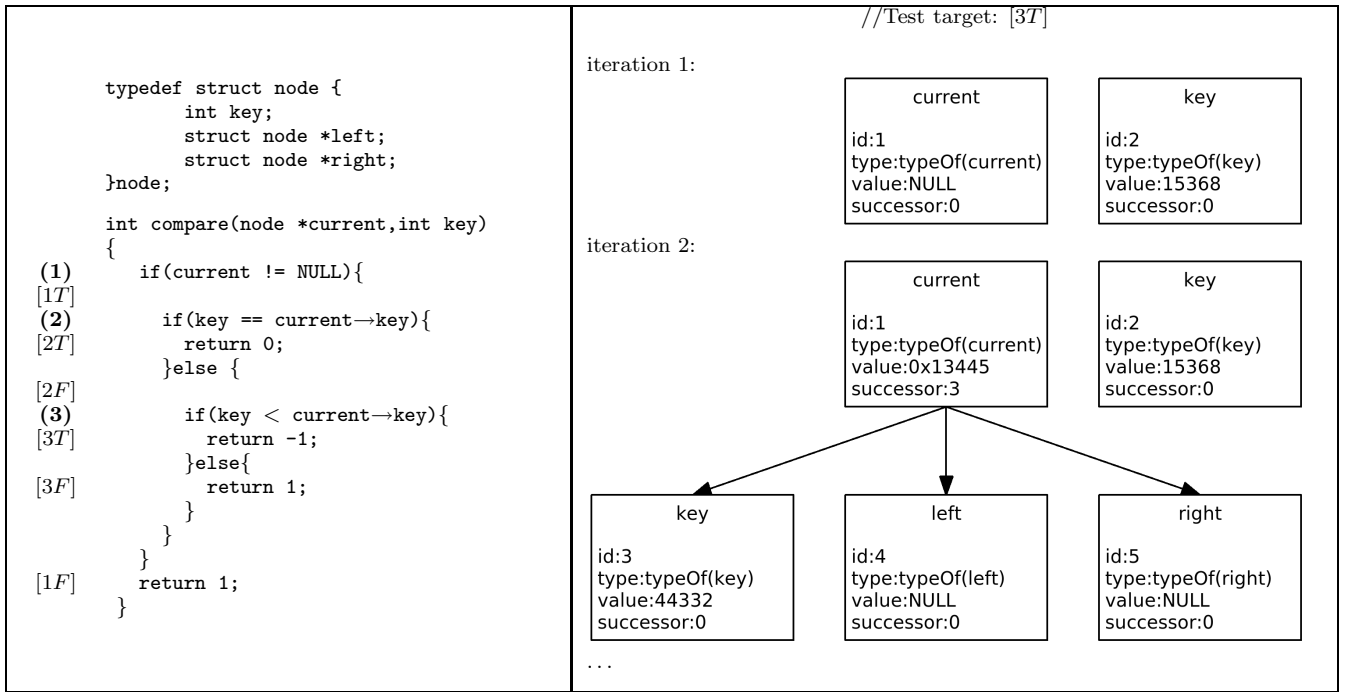 typedef struct node {
int key;
struct node *left;
struct node *right;
}node;
int compare(node *current,int key)
{
(1) if(current != NULL){
[1T]
(2) if(key == current→key){
[2T] return 0;
}else {
[2F]
(3) if(key < current→key){
[3T] return -1;
}else{
[3F] return 1;
}
}
}
[1F] return 1;
}
//Test target: [3T]
iteration 1:
current
id:1
type:typeOf(current)
value:NULL
successor:0
key
id:2
type:typeOf(key)
value:15368
successor:0
iteration 2:
current
id:1
type:typeOf(current)
value:0x13445
successor:3
key
id:2
type:typeOf(key)
value:15368
successor:0
key
id:3
type:typeOf(key)
value:44332
successor:0
left
id:4
type:typeOf(left)
value:NULL
successor:0
right
id:5
type:typeOf(right)
value:NULL
successor:0
...